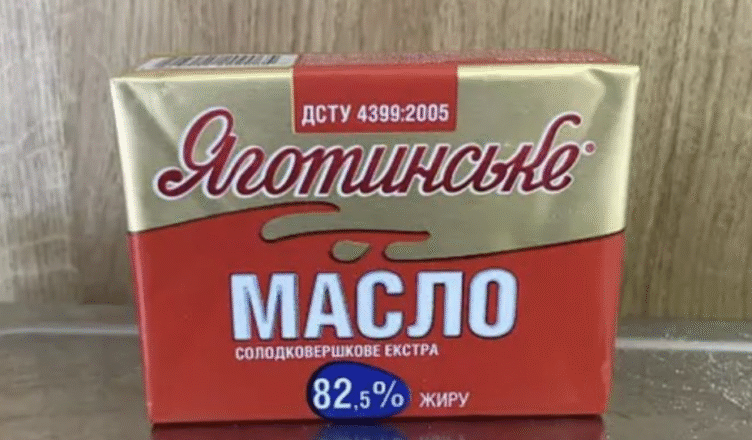 ДСТУ 4399:2005
Яготинське®
МАСЛО
СОЛОДКОВЕРШКОВЕ ЕКСТРА
82,5% ЖИРУ